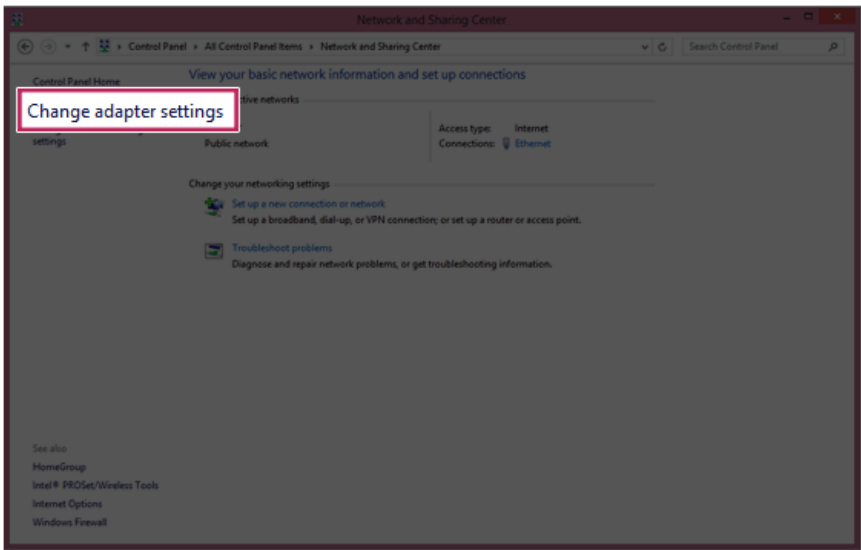 Network and Sharing Center
Control Panel › All Control Panel Items › Network and Sharing Center
Search Control Panel
Control Panel Home
View your basic network information and set up connections
Change adapter settings
tive networks
settings
Public network
Access type: Internet
Connections: Ethernet
Change your networking settings
Set up a new connection or network
Set up a broadband, dial-up, or VPN connection; or set up a router or access point.
Troubleshoot problems
Diagnose and repair network problems, or get troubleshooting information.
See also
HomeGroup
Intel® PROSet/Wireless Tools
Internet Options
Windows Firewall